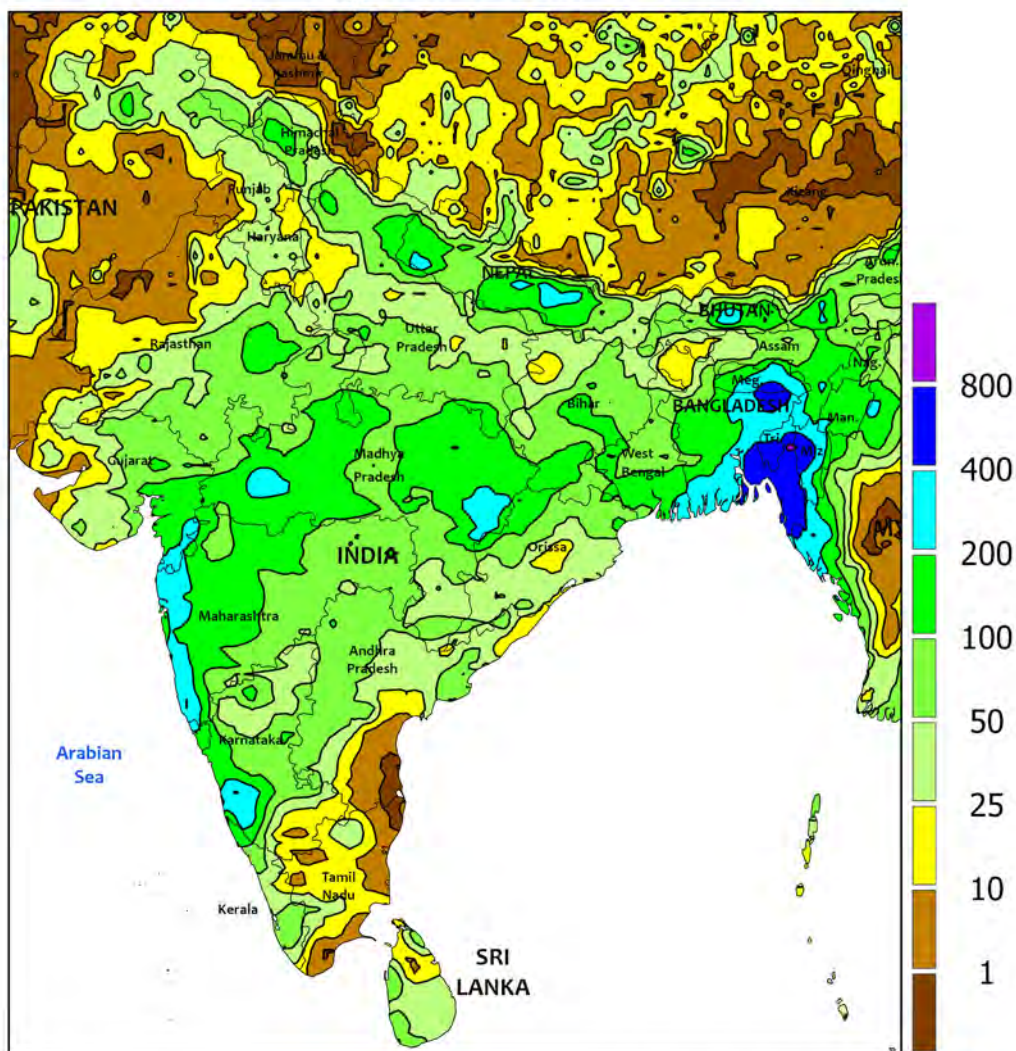 Jammu &
Kashmir
Qinghai
Himachal
Pradesh
Punjab
Xizang
PAKISTAN
Haryana
Arun.
Pradesh
NEPAL
BHUTAN
Uttar
Pradesh
Rajasthan
Assam
Nag.
Meg.
800
BANGLADESH
Bihar
Man.
Tri.
Miz
Madhya
Pradesh
West
Bengal
Gujarat
400
INDIA
Orissa
200
Maharashtra
100
Andhra
Pradesh
50
Karnataka
Arabian
Sea
25
Tamil
Nadu
10
Kerala
SRI
LANKA
1